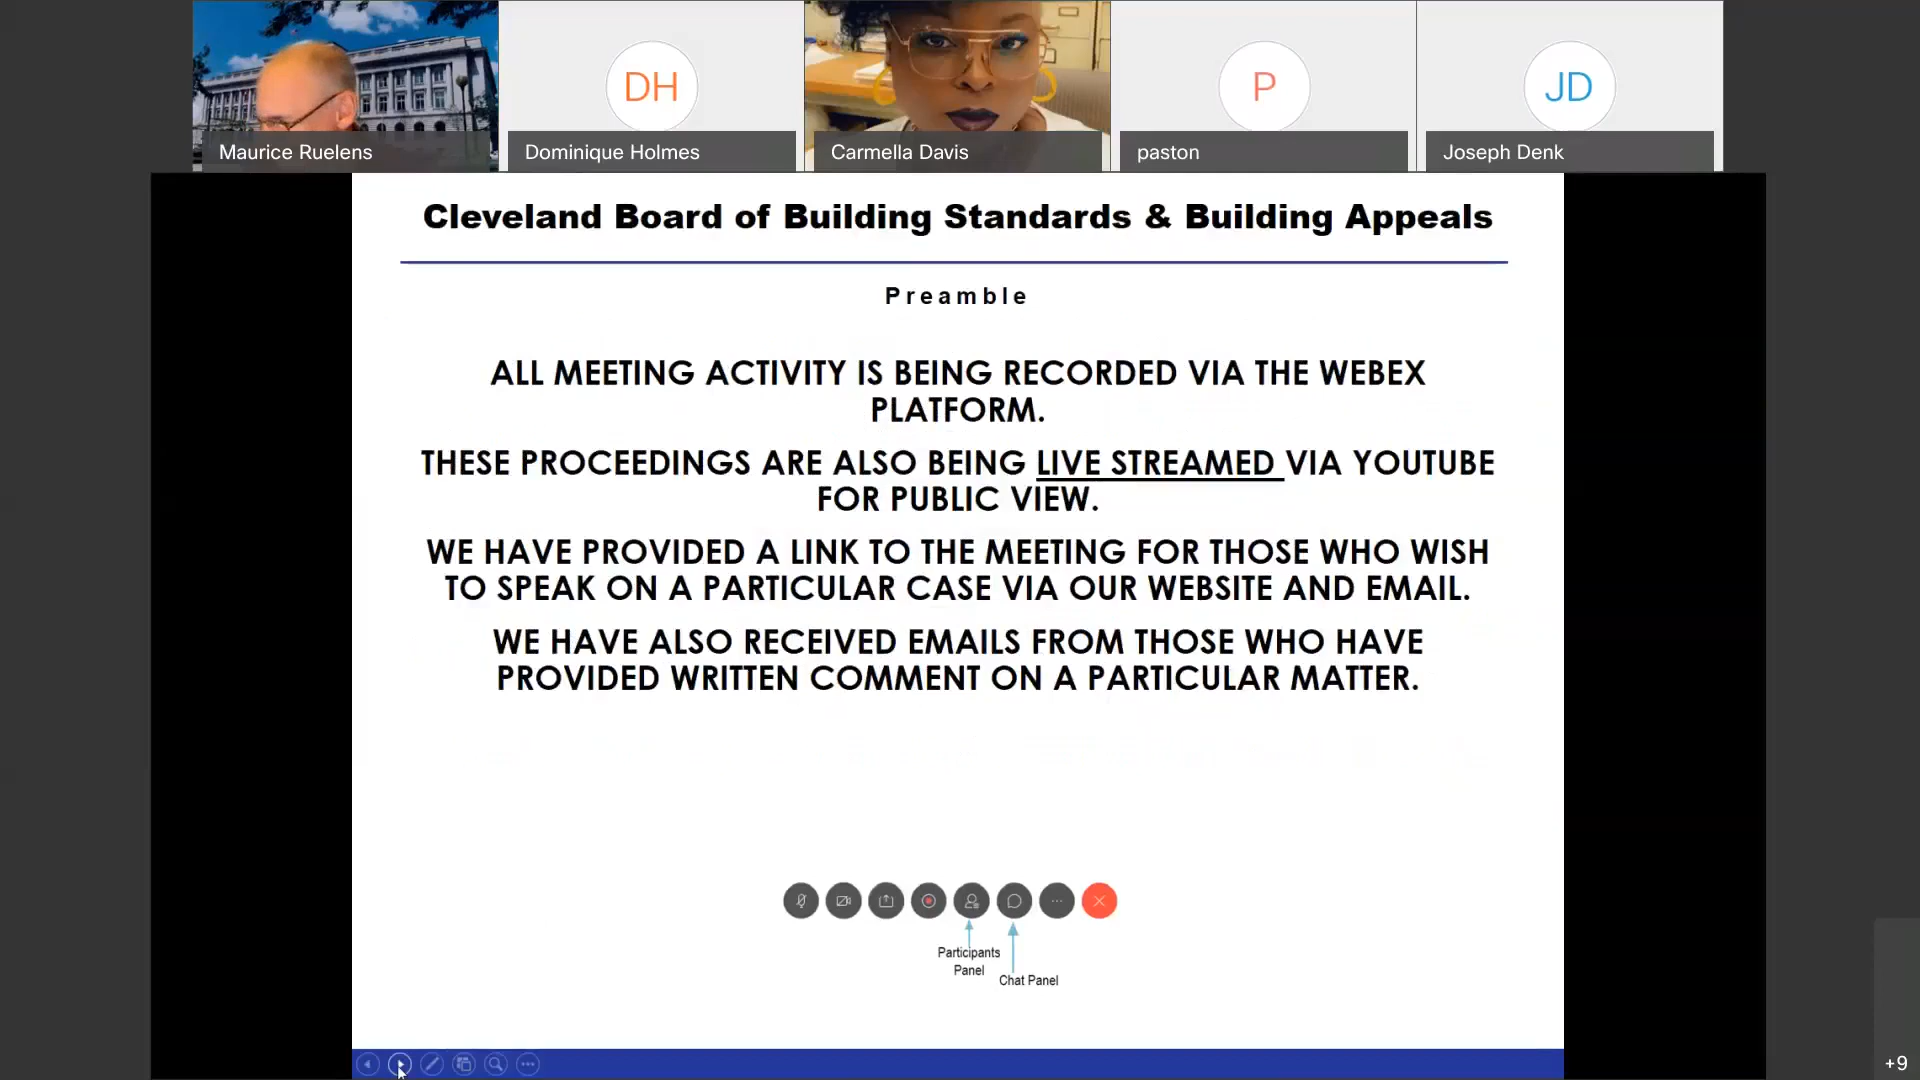 DH
P
JD
Maurice Ruelens
Dominique Holmes
Carmella Davis
paston
Joseph Denk
Cleveland Board of Building Standards & Building Appeals
Preamble
ALL MEETING ACTIVITY IS BEING RECORDED VIA THE WEBEX
PLATFORM.
THESE PROCEEDINGS ARE ALSO BEING LIVE STREAMED VIA YOUTUBE
FOR PUBLIC VIEW.
WE HAVE PROVIDED A LINK TO THE MEETING FOR THOSE WHO WISH
TO SPEAK ON A PARTICULAR CASE VIA OUR WEBSITE AND EMAIL.
WE HAVE ALSO RECEIVED EMAILS FROM THOSE WHO HAVE
PROVIDED WRITTEN COMMENT ON A PARTICULAR MATTER.
Participants
Panel
Chat Panel
+9